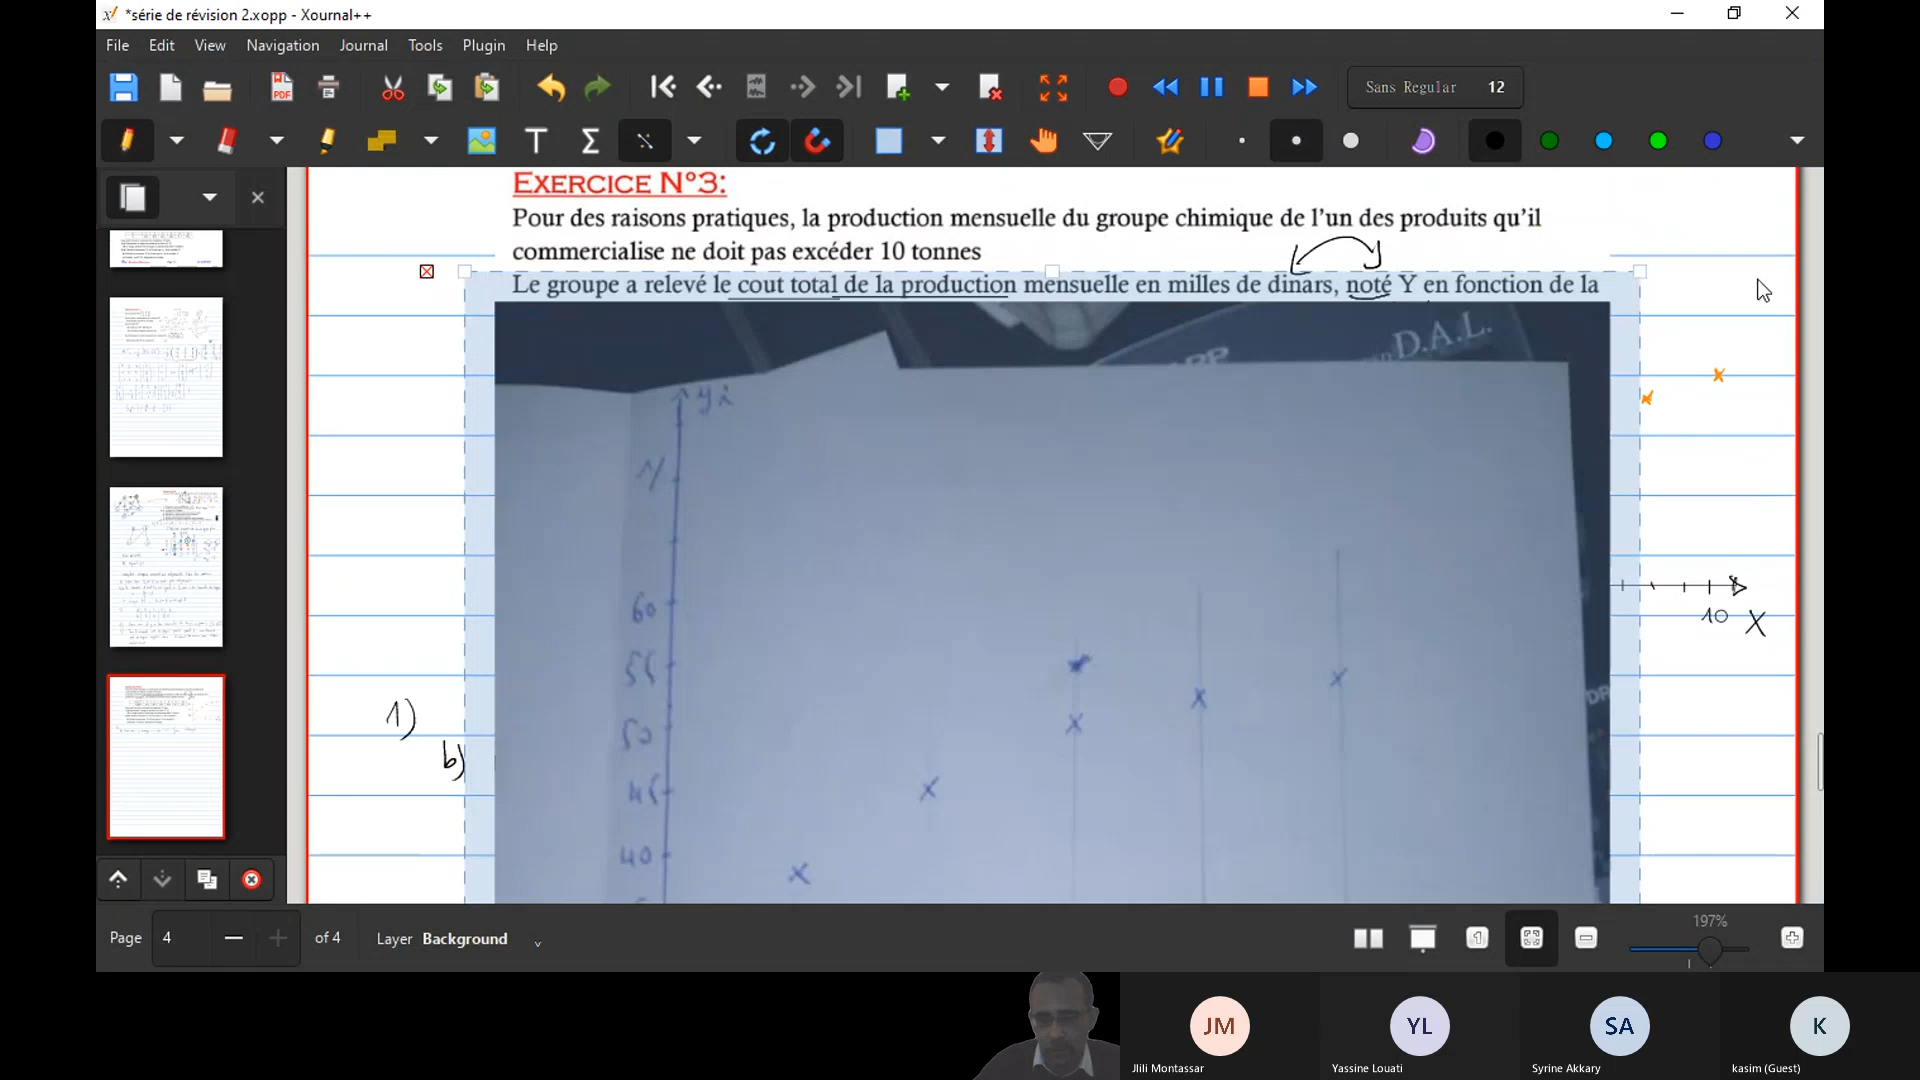 *série de révision 2.xopp - Xournal++
File Edit View Navigation Journal Tools Plugin Help
PDF
Sans Regular 12
EXERCICE N°3:
Pour des raisons pratiques, la production mensuelle du groupe chimique de l'un des produits qu'il
commercialise ne doit pas excéder 10 tonnes
Le groupe a relevé le cout total de la production mensuelle en milles de dinars, noté Y en fonction de la
D.A.L.
yi
60
55
50
45
40
10 X
1)
b)
Page 4 of 4 Layer Background
197%
JM YL SA K
Jlili Montassar Yassine Louati Syrine Akkary kasim (Guest)